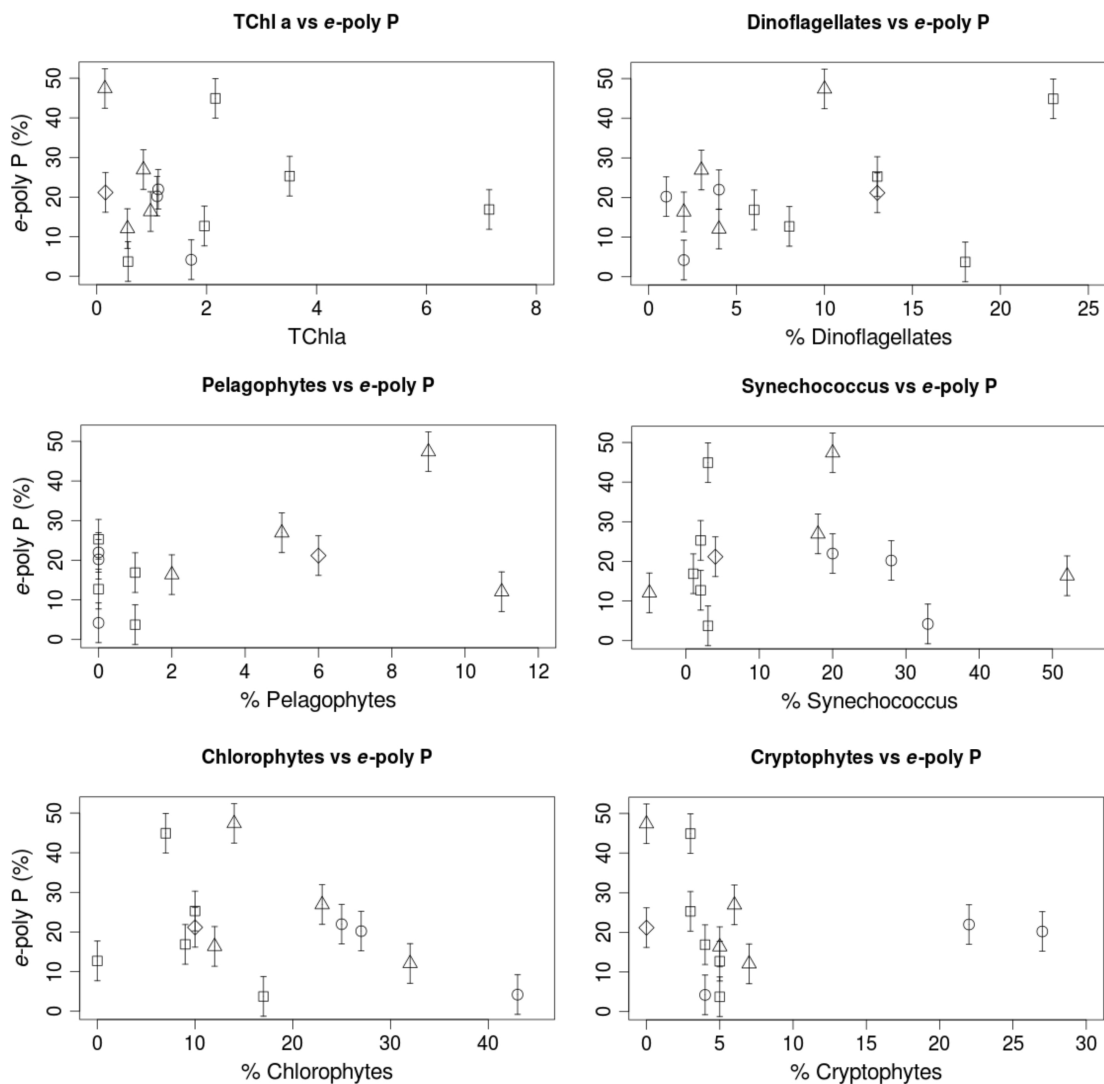 TChl a vs e-poly P
Dinoflagellates vs e-poly P
e-poly P (%)
0 10 20 30 40 50
0 2 4 6 8
TChla
0 10 20 30 40 50
0 5 10 15 20 25
% Dinoflagellates
Pelagophytes vs e-poly P
Synechococcus vs e-poly P
e-poly P (%)
0 10 20 30 40 50
0 2 4 6 8 10 12
% Pelagophytes
0 10 20 30 40 50
0 10 20 30 40 50
% Synechococcus
Chlorophytes vs e-poly P
Cryptophytes vs e-poly P
e-poly P (%)
0 10 20 30 40 50
0 10 20 30 40
% Chlorophytes
0 10 20 30 40 50
0 5 10 15 20 25 30
% Cryptophytes